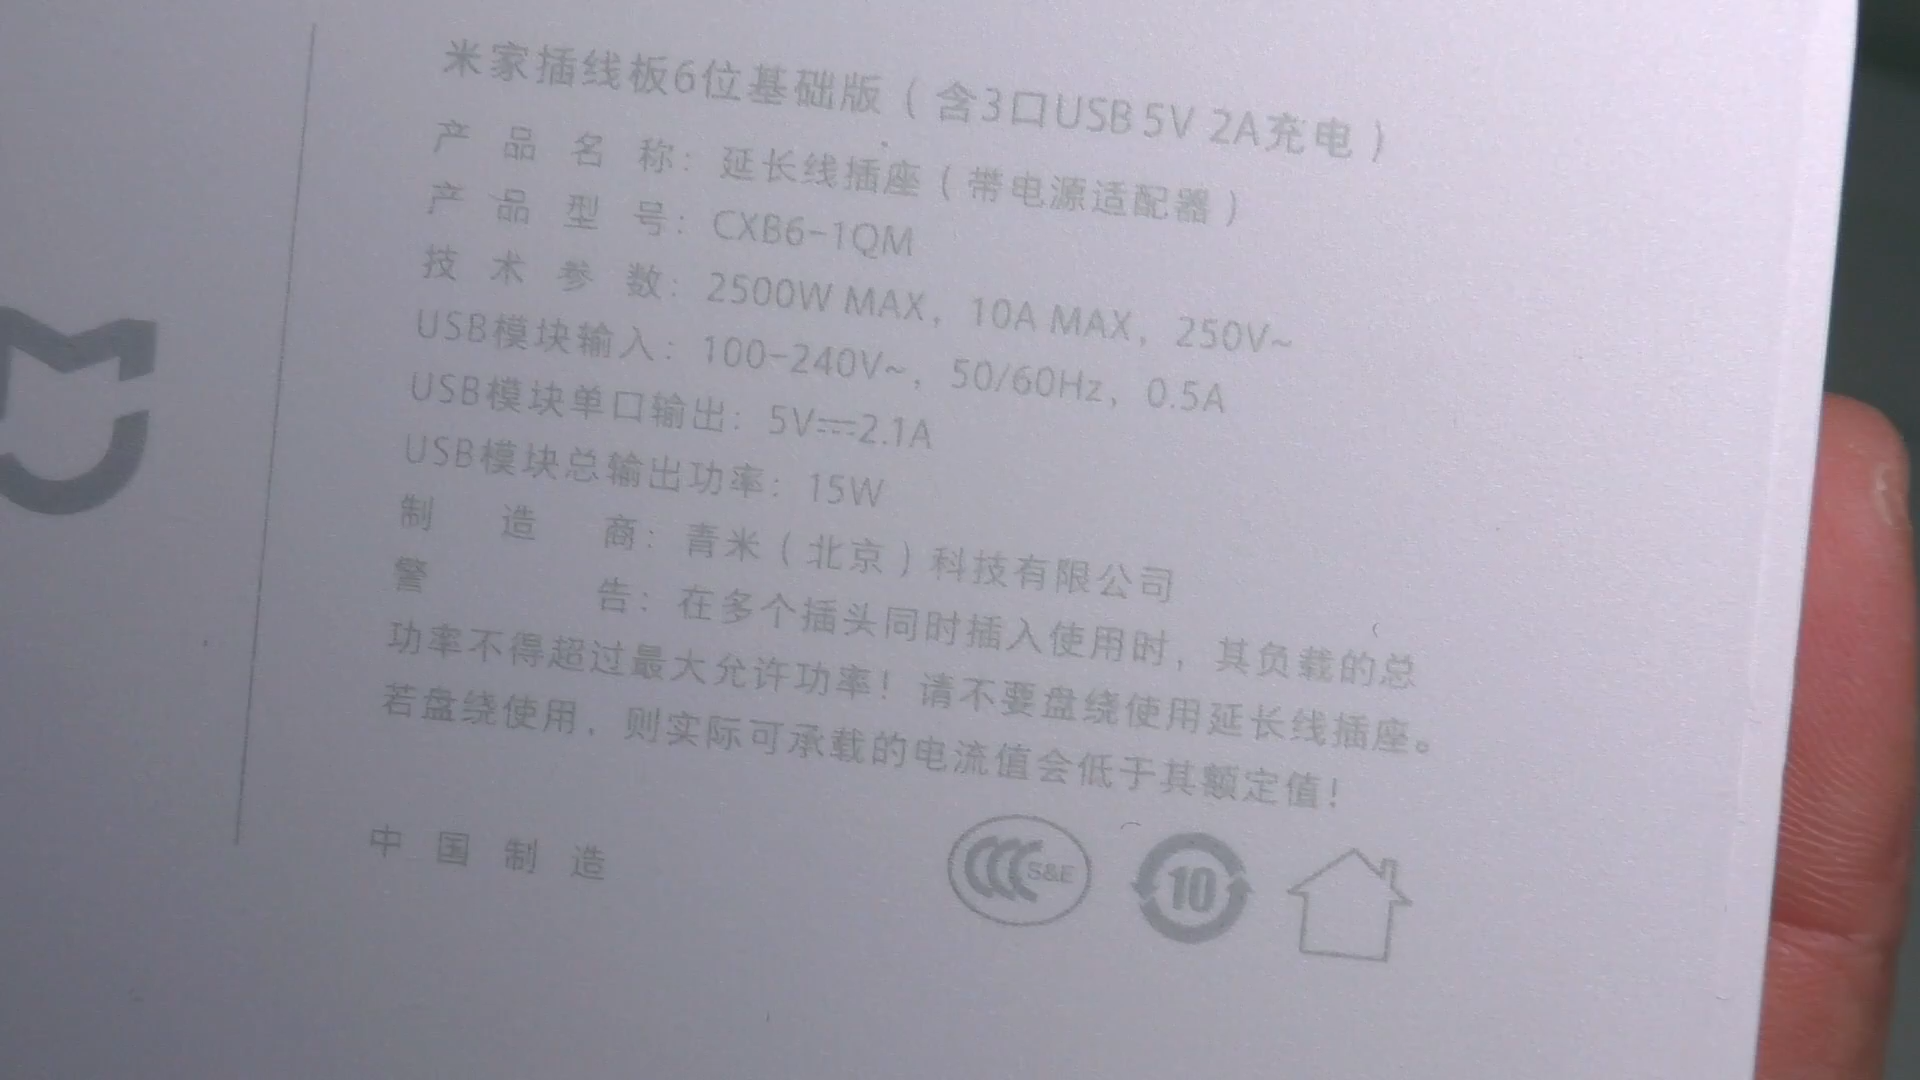 米家插线板6位基础版（含3口USB 5V 2A充电）
产品名称：延长线插座（带电源适配器）
产品型号：CXB6-1QM
技术参数：2500W MAX，10A MAX，250V~
USB模块输入：100-240V~，50/60Hz，0.5A
USB模块单口输出：5V⎓2.1A
USB模块总输出功率：15W
制造商：青米（北京）科技有限公司
警告：在多个插头同时插入使用时，其负载的总
功率不得超过最大允许功率！请不要盘绕使用延长线插座。
若盘绕使用，则实际可承载的电流值会低于其额定值！
中国制造
CCC S&E
10